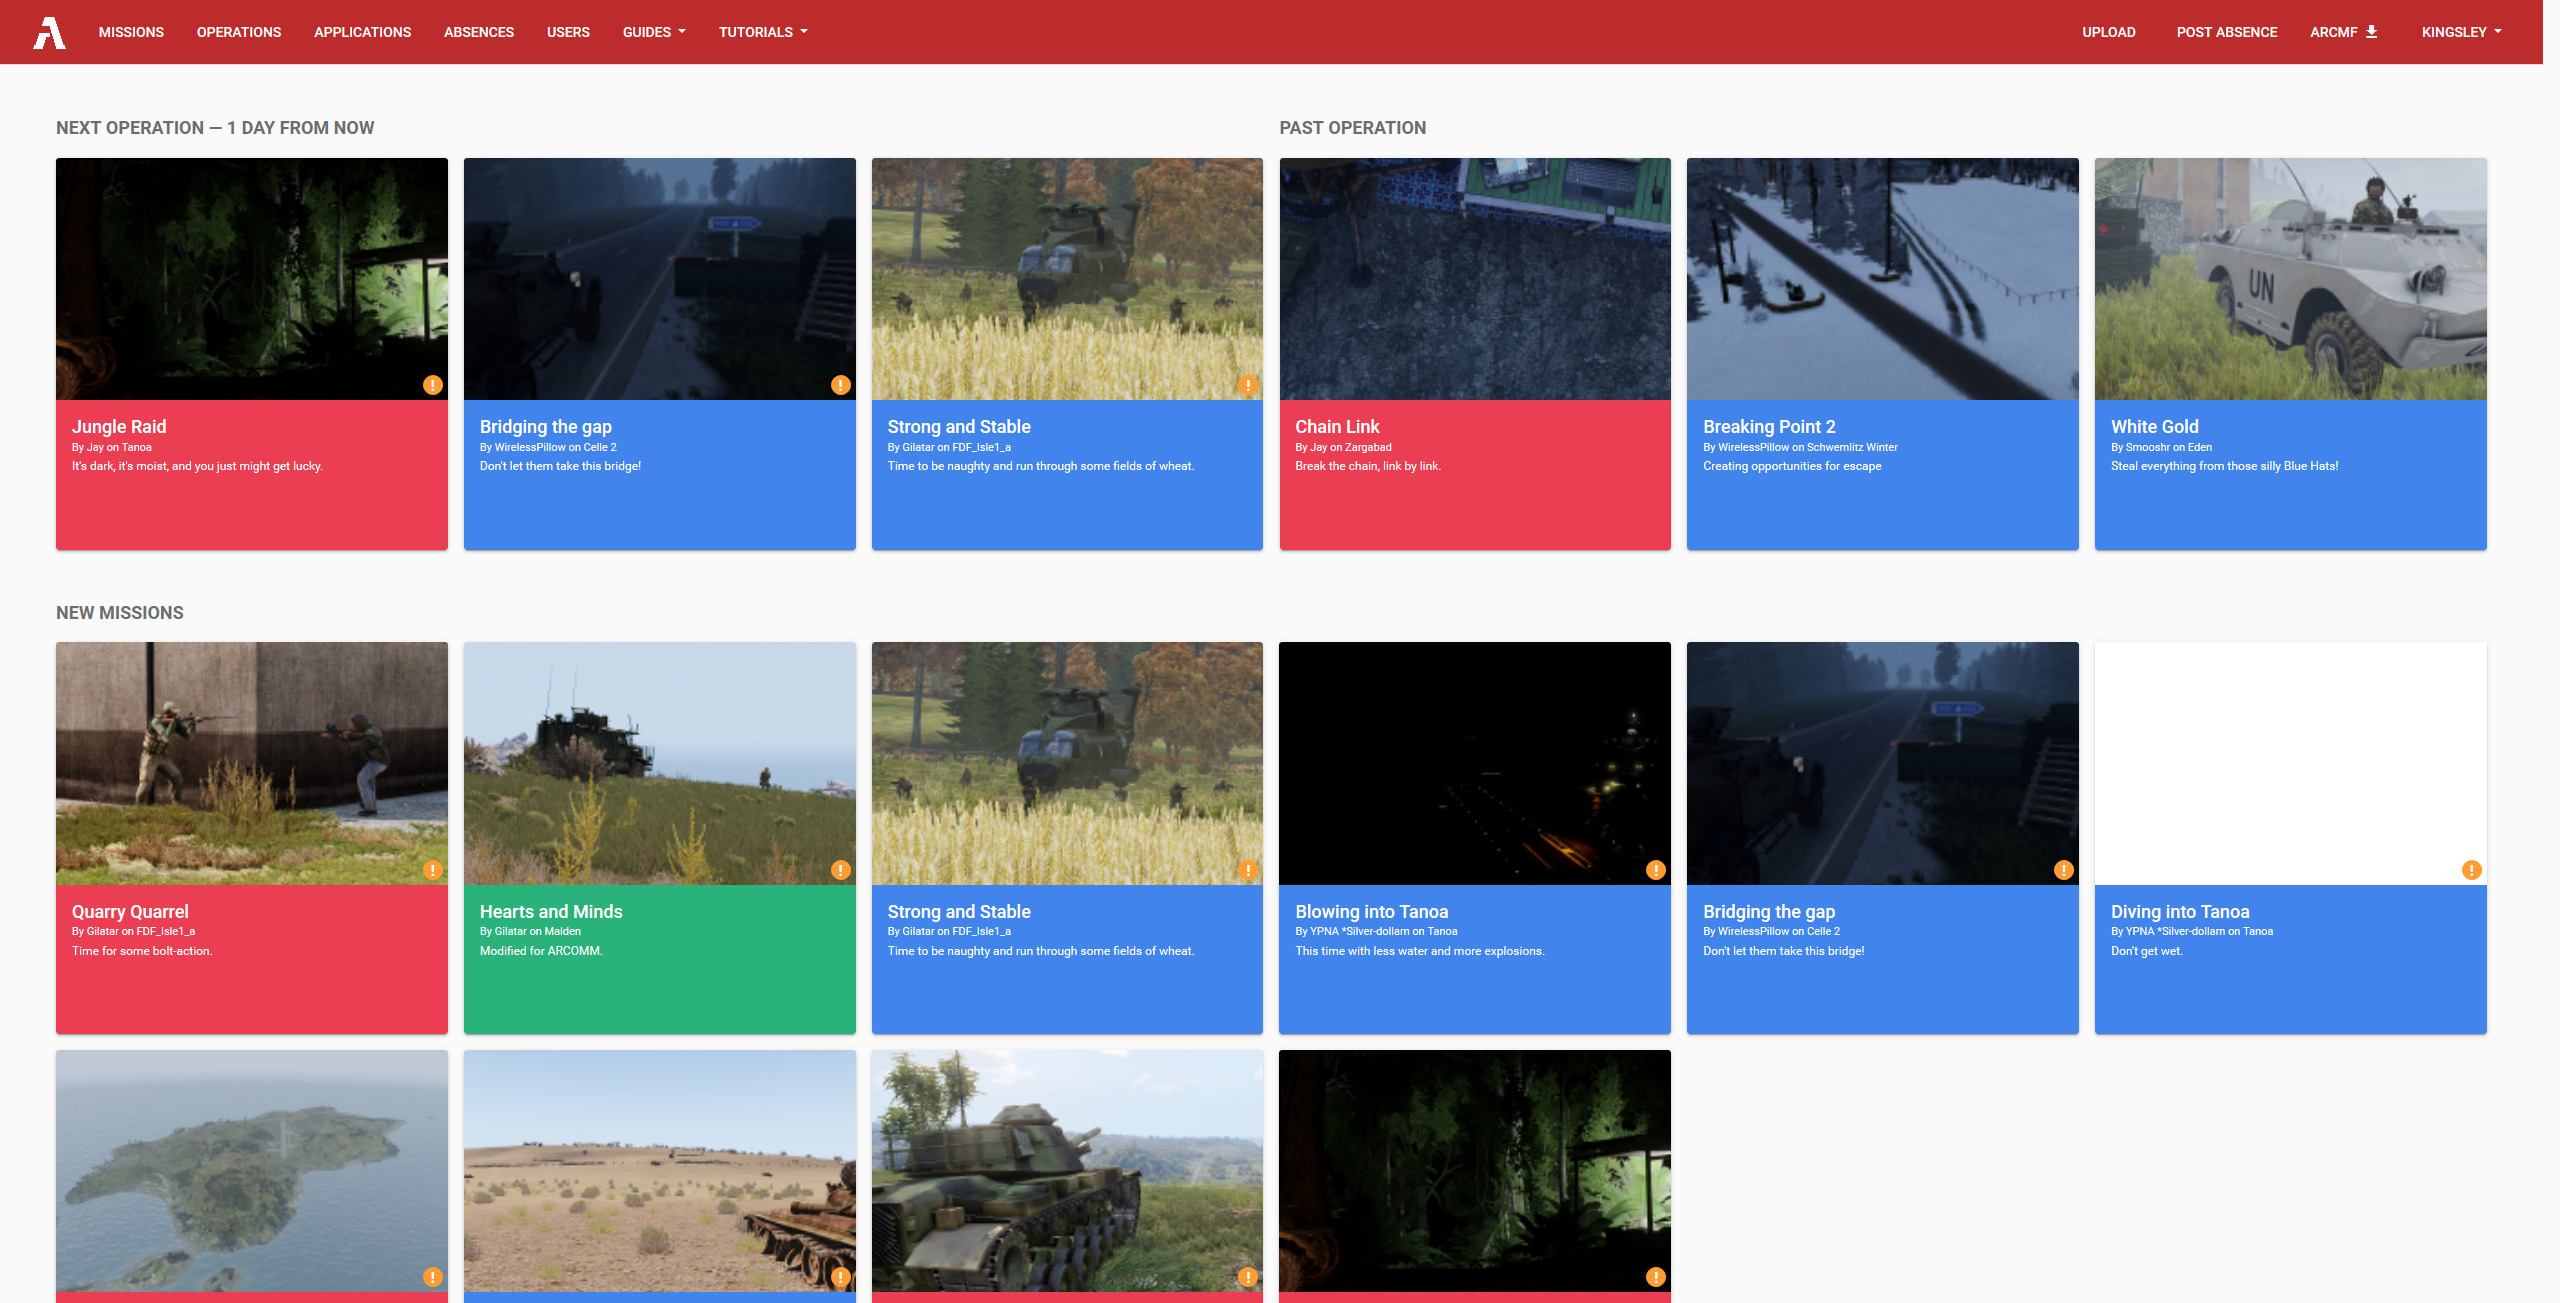 MISSIONS OPERATIONS APPLICATIONS ABSENCES USERS GUIDES TUTORIALS UPLOAD POST ABSENCE ARCMF KINGSLEY
NEXT OPERATION — 1 DAY FROM NOW
PAST OPERATION
UN
Jungle Raid
By Jay on Tanoa
It's dark, it's moist, and you just might get lucky.
Bridging the gap
By WirelessPillow on Celle 2
Don't let them take this bridge!
Strong and Stable
By Gilatar on FDF_Isle1_a
Time to be naughty and run through some fields of wheat.
Chain Link
By Jay on Zargabad
Break the chain, link by link.
Breaking Point 2
By WirelessPillow on Schwemlitz Winter
Creating opportunities for escape
White Gold
By Smooshr on Eden
Steal everything from those silly Blue Hats!
NEW MISSIONS
Quarry Quarrel
By Gilatar on FDF_Isle1_a
Time for some bolt-action.
Hearts and Minds
By Gilatar on Malden
Modified for ARCOMM.
Strong and Stable
By Gilatar on FDF_Isle1_a
Time to be naughty and run through some fields of wheat.
Blowing into Tanoa
By YPNA *Silver-dollarn on Tanoa
This time with less water and more explosions.
Bridging the gap
By WirelessPillow on Celle 2
Don't let them take this bridge!
Diving into Tanoa
By YPNA *Silver-dollarn on Tanoa
Don't get wet.